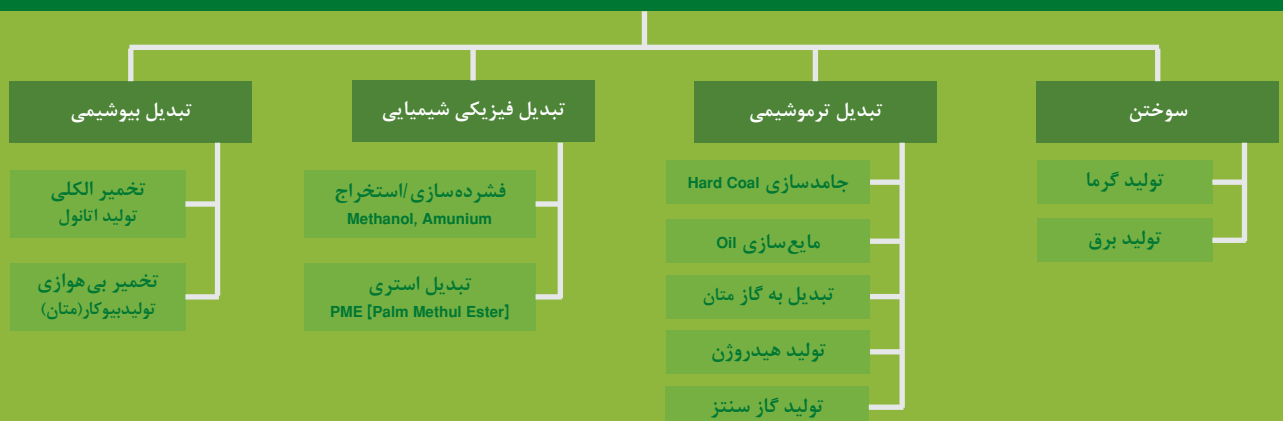 سوختن
تولید گرما
تولید برق
تبدیل ترموشیمی
جامدسازی Hard Coal
مایع‌سازی Oil
تبدیل به گاز متان
تولید هیدروژن
تولید گاز سنتز
تبدیل فیزیکی شیمیایی
فشرده‌سازی/استخراج
Methanol, Amunium
تبدیل استری
PME [Palm Methul Ester]
تبدیل بیوشیمی
تخمیر الکلی
تولید اتانول
تخمیر بی‌هوازی
تولیدبیوکار(متان)